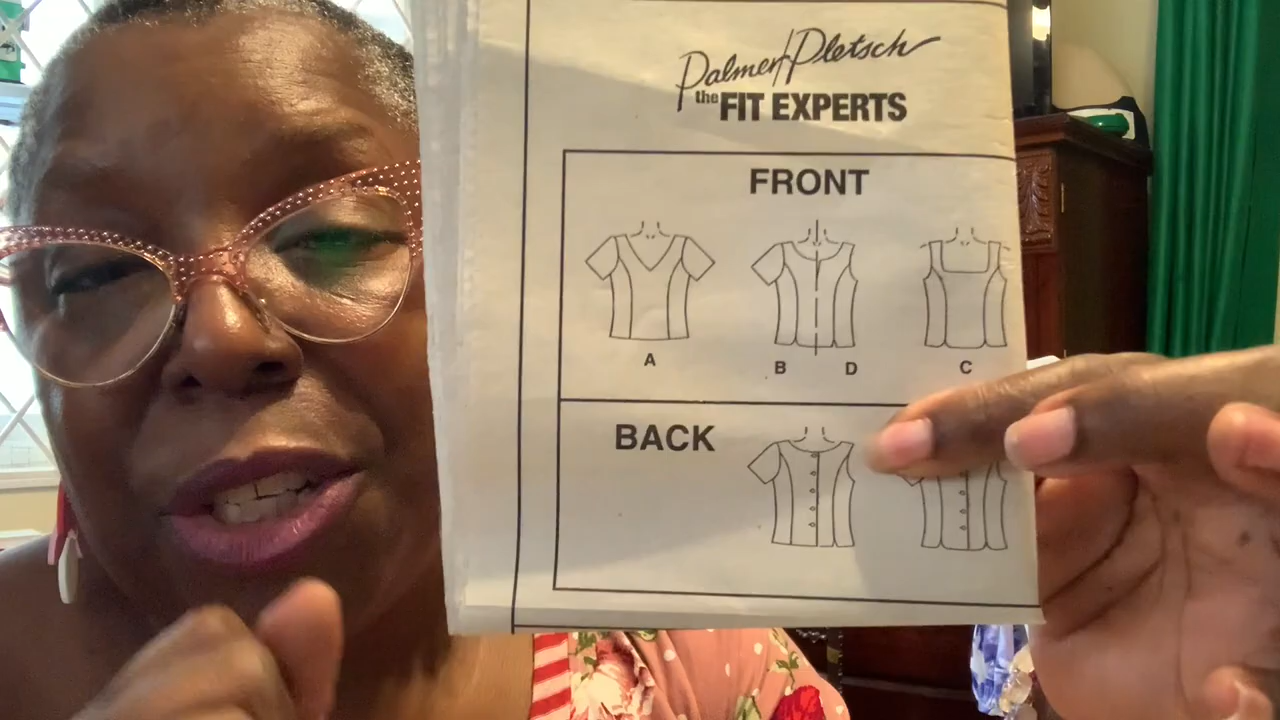 Palmer/Pletsch
the FIT EXPERTS
FRONT
A
B
D
C
BACK